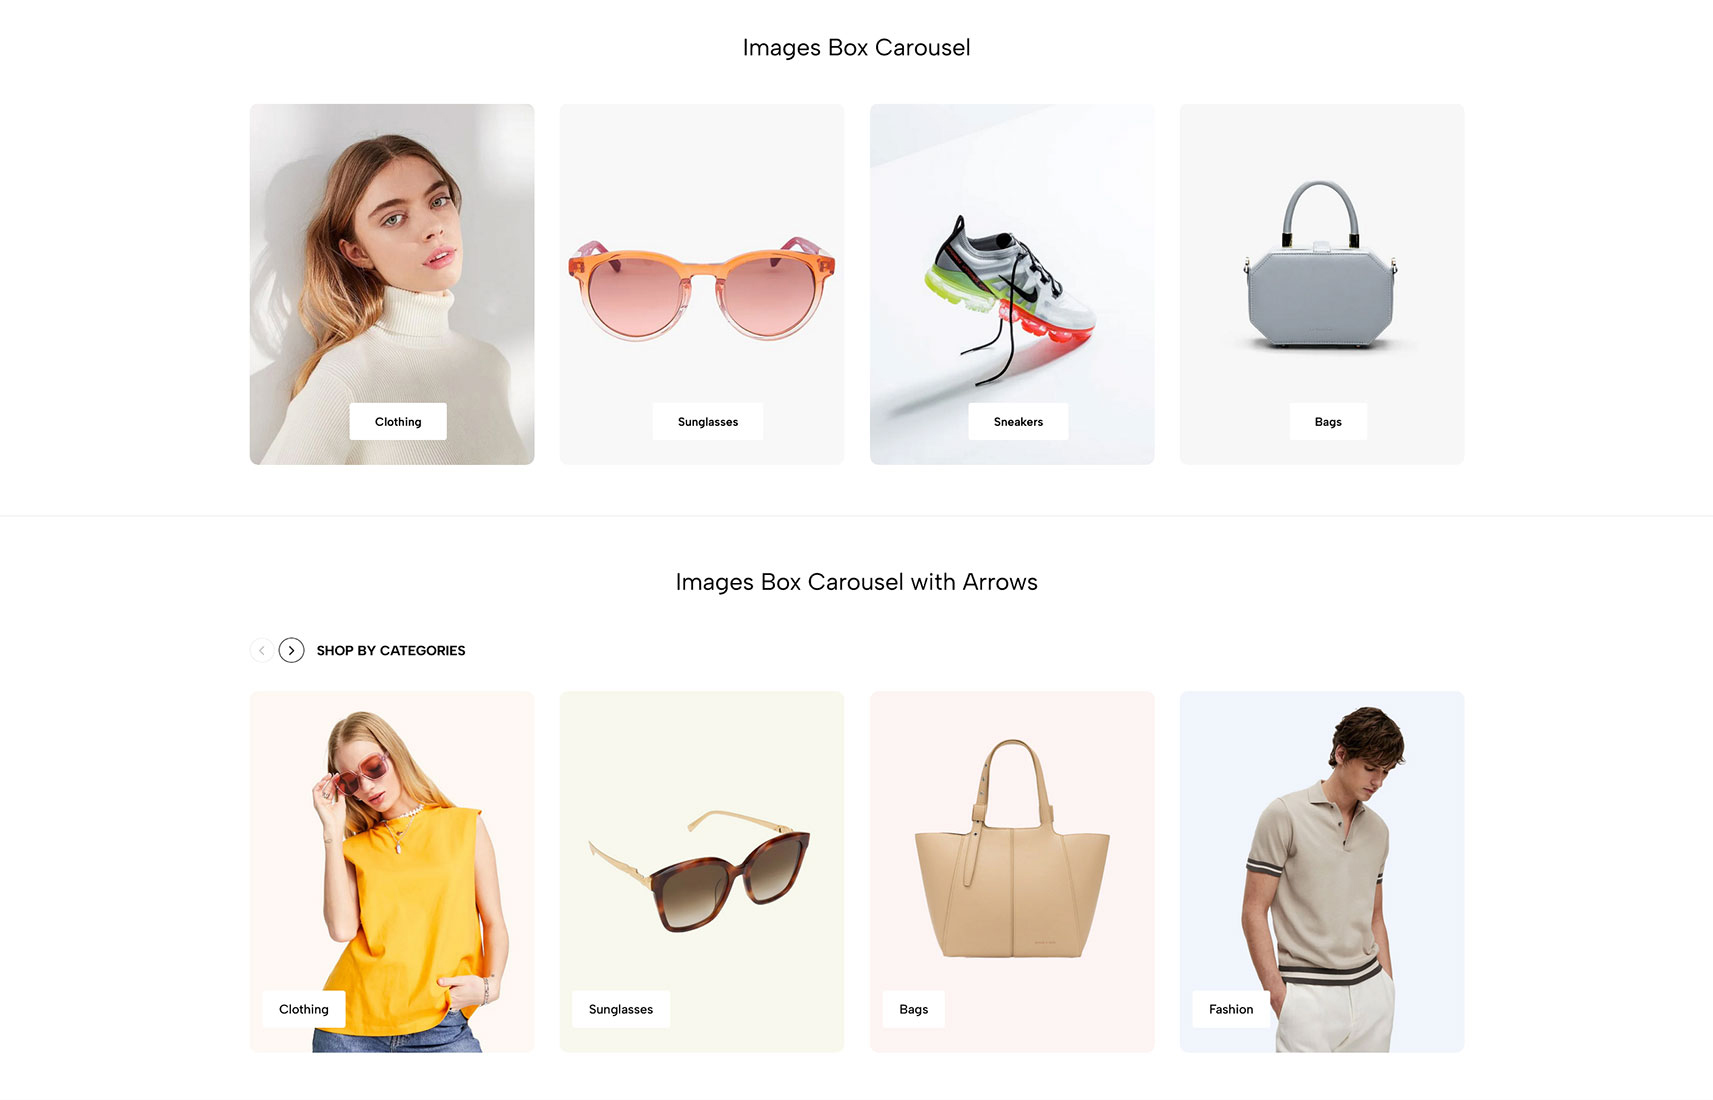 Images Box Carousel
Clothing
Sunglasses
Sneakers
Bags
Images Box Carousel with Arrows
SHOP BY CATEGORIES
Clothing
Sunglasses
Bags
Fashion